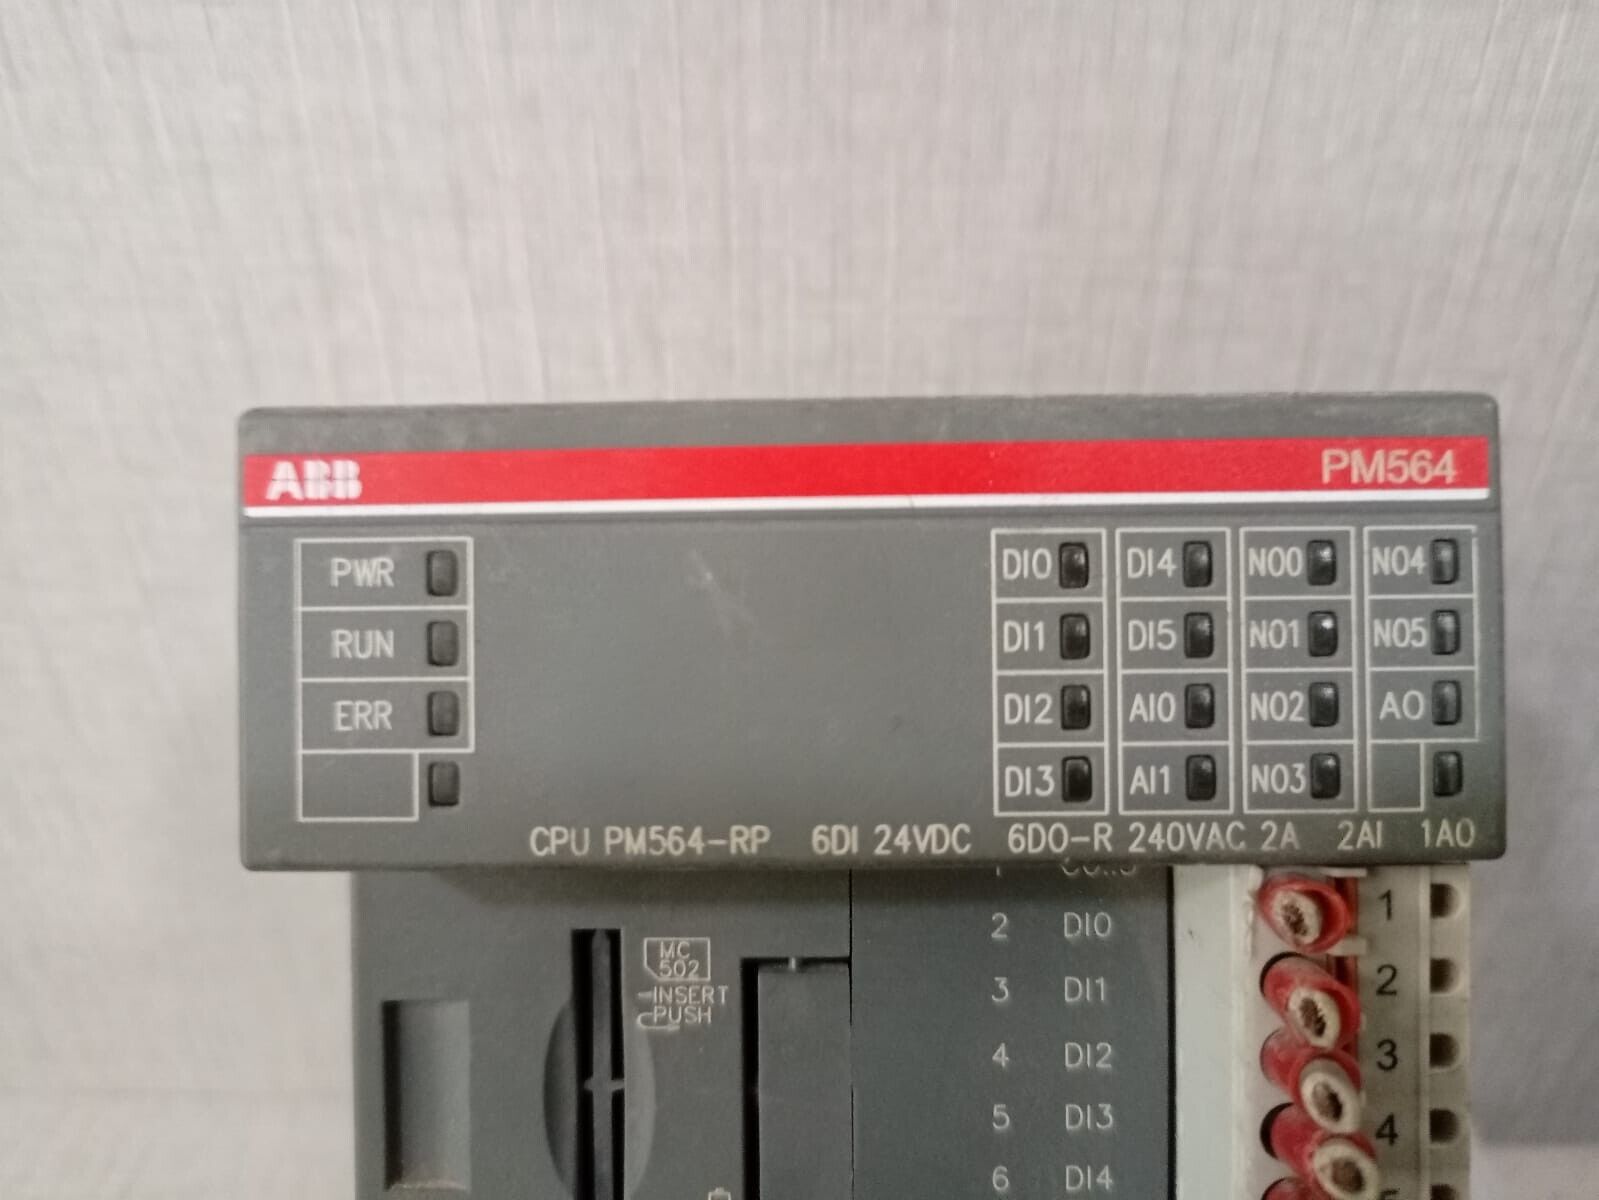 ABB PM564
PWR DI0 DI4 NO0 NO4
RUN DI1 DI5 NO1 NO5
ERR DI2 AI0 NO2 AO
DI3 AI1 NO3
CPU PM564-RP 6DI 24VDC 6DO-R 240VAC 2A 2AI 1AO
1
2 DI0
MC
502
INSERT
PUSH
3 DI1
4 DI2
5 DI3
6 DI4
1
2
3
4